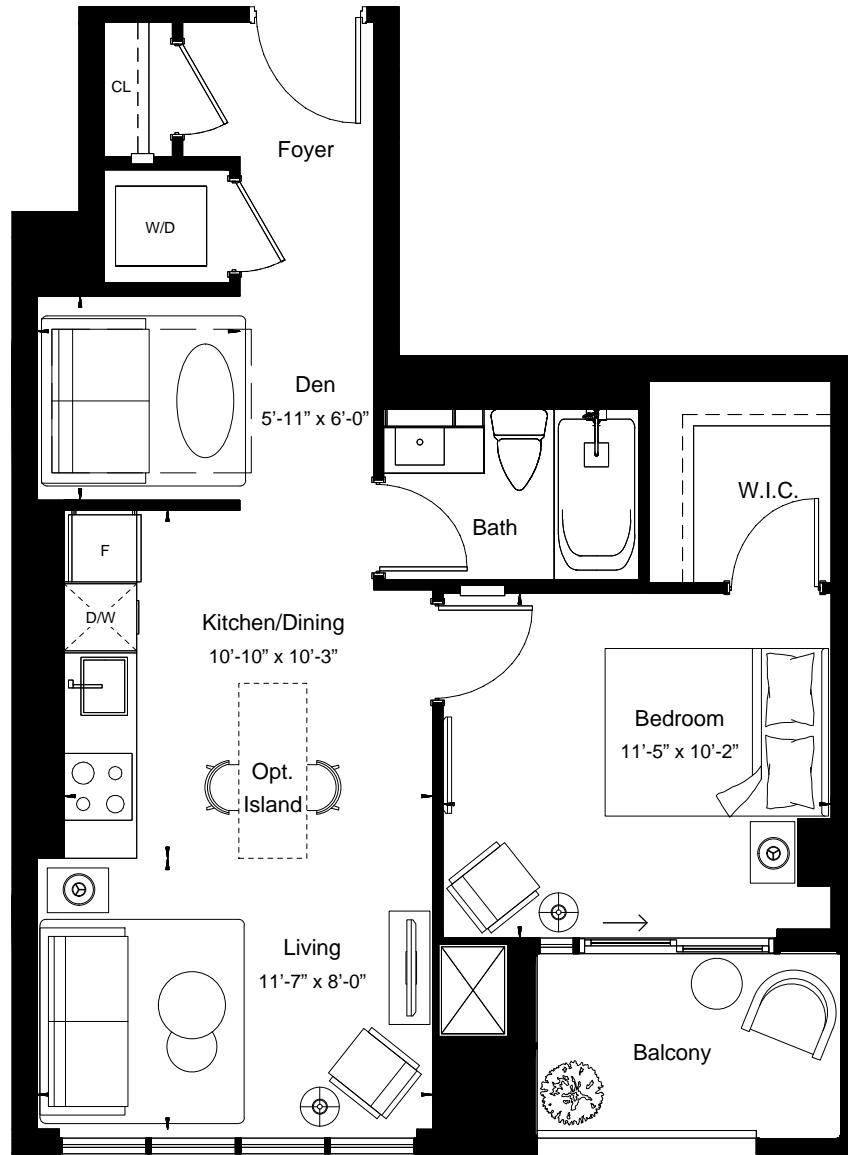 CL
Foyer
W/D
Den
5’-11” x 6’-0”
W.I.C.
Bath
F
D/W
Kitchen/Dining
10’-10” x 10’-3”
Bedroom
11’-5” x 10’-2”
Opt.
Island
Living
11’-7” x 8’-0”
Balcony